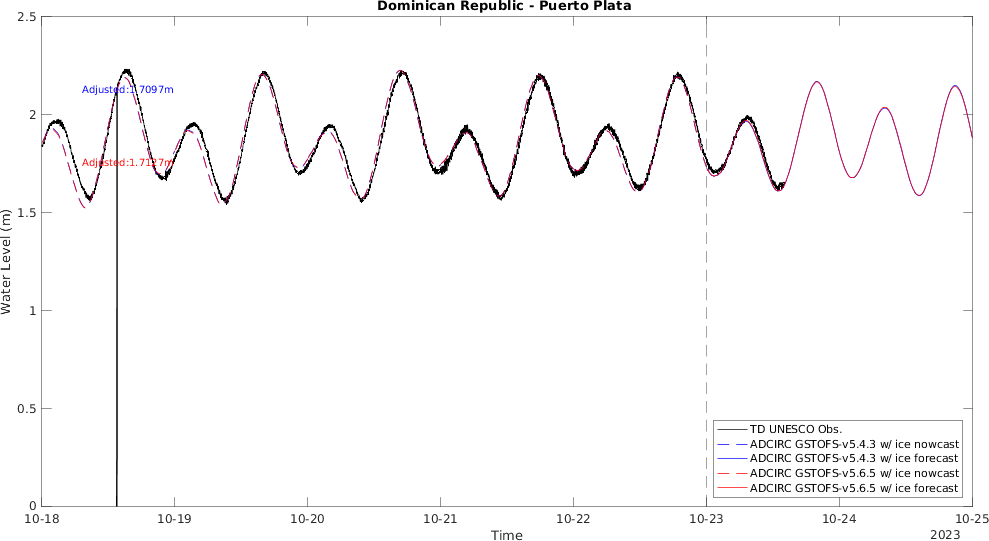 Dominican Republic - Puerto Plata
2.5
2
1.5
1
0.5
0
Water Level (m)
Adjusted:1.7097m
Adjusted:1.7127m
TD UNESCO Obs.
ADCIRC GSTOFS-v5.4.3 w/ ice nowcast
ADCIRC GSTOFS-v5.4.3 w/ ice forecast
ADCIRC GSTOFS-v5.6.5 w/ ice nowcast
ADCIRC GSTOFS-v5.6.5 w/ ice forecast
10-18 10-19 10-20 10-21 10-22 10-23 10-24 10-25
Time
2023